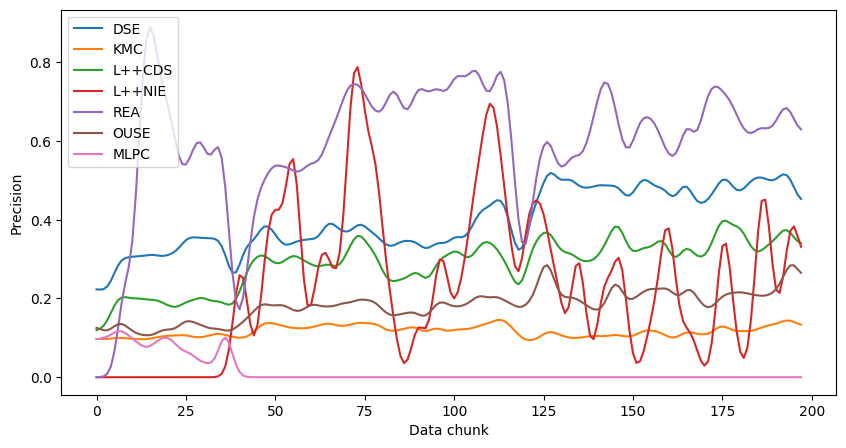 DSE
KMC
L++CDS
L++NIE
REA
OUSE
MLPC
Precision
0.8
0.6
0.4
0.2
0.0
0 25 50 75 100 125 150 175 200
Data chunk